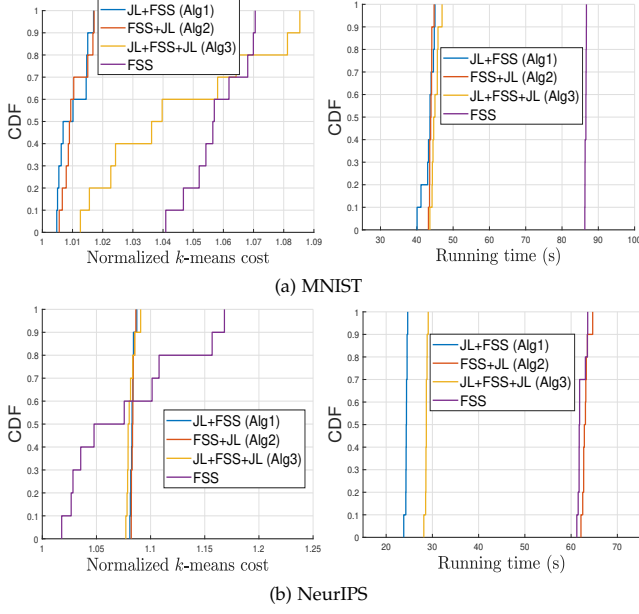 JL+FSS (Alg1)
FSS+JL (Alg2)
JL+FSS+JL (Alg3)
FSS
CDF
1
0.9
0.8
0.7
0.6
0.5
0.4
0.3
0.2
0.1
0
1 1.01 1.02 1.03 1.04 1.05 1.06 1.07 1.08 1.09
Normalized k-means cost
JL+FSS (Alg1)
FSS+JL (Alg2)
JL+FSS+JL (Alg3)
FSS
CDF
1
0.9
0.8
0.7
0.6
0.5
0.4
0.3
0.2
0.1
0
30 40 50 60 70 80 90 100
Running time (s)
(a) MNIST
JL+FSS (Alg1)
FSS+JL (Alg2)
JL+FSS+JL (Alg3)
FSS
CDF
1
0.9
0.8
0.7
0.6
0.5
0.4
0.3
0.2
0.1
0
1 1.05 1.1 1.15 1.2 1.25
Normalized k-means cost
JL+FSS (Alg1)
FSS+JL (Alg2)
JL+FSS+JL (Alg3)
FSS
CDF
1
0.9
0.8
0.7
0.6
0.5
0.4
0.3
0.2
0.1
0
20 30 40 50 60 70
Running time (s)
(b) NeurIPS